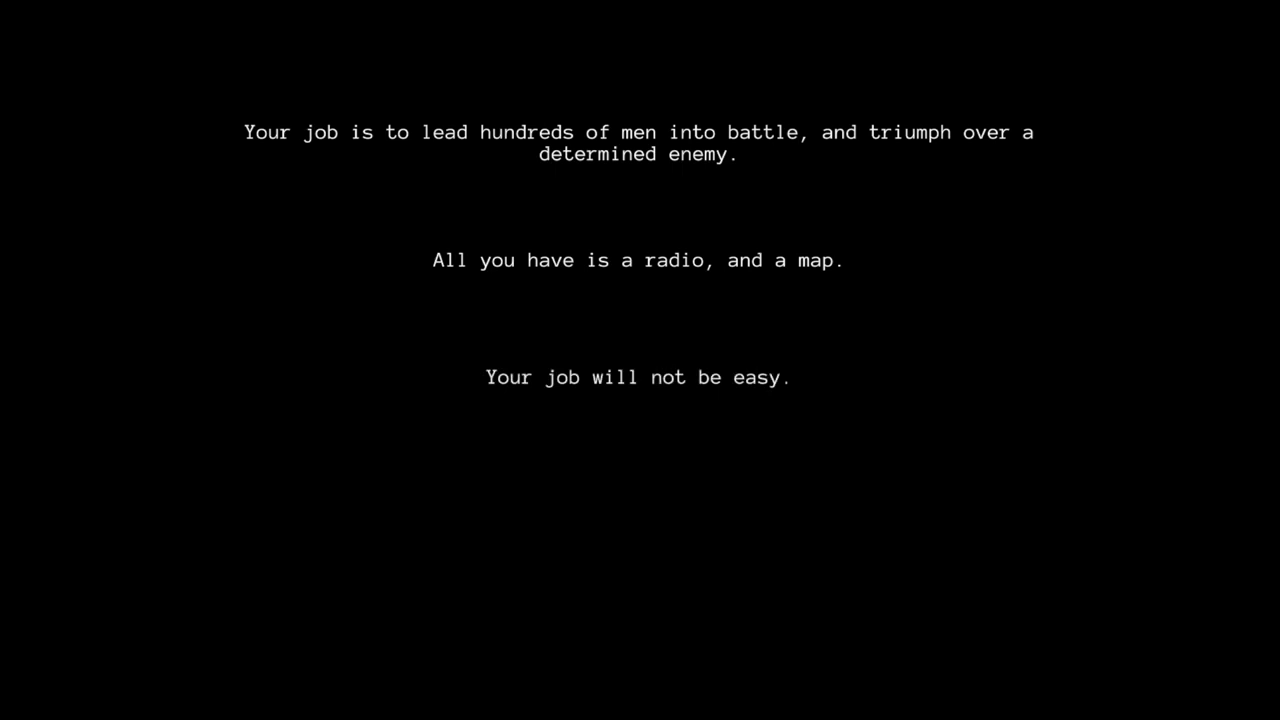 Your job is to lead hundreds of men into battle, and triumph over a
determined enemy.
All you have is a radio, and a map.
Your job will not be easy.